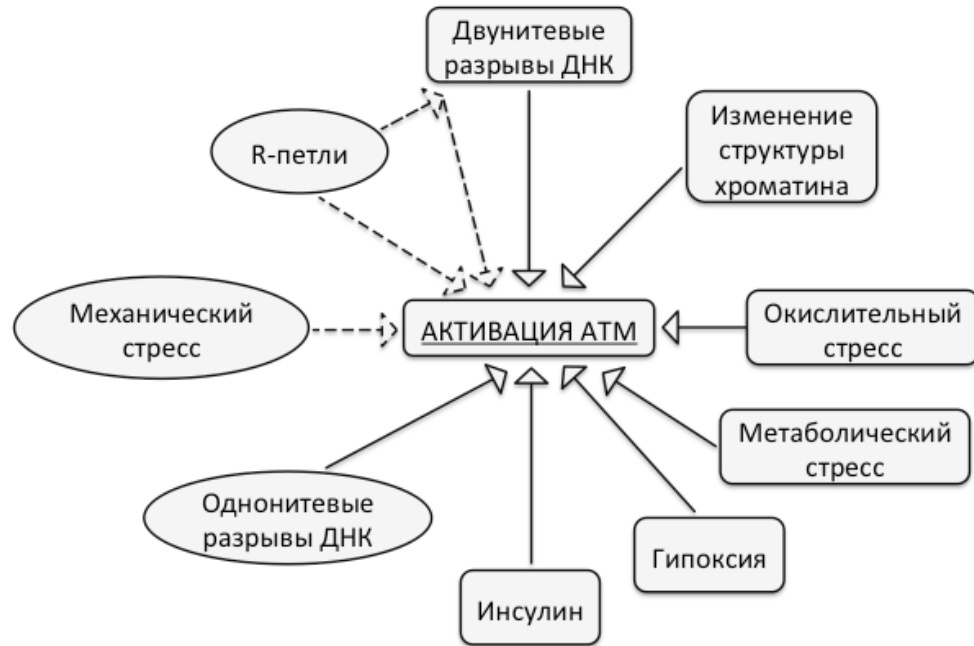 Двунитевые
разрывы ДНК
Изменение
структуры
хроматина
R-петли
Механический
стресс
АКТИВАЦИЯ АТМ
Окислительный
стресс
Метаболический
стресс
Однонитевые
разрывы ДНК
Гипоксия
Инсулин